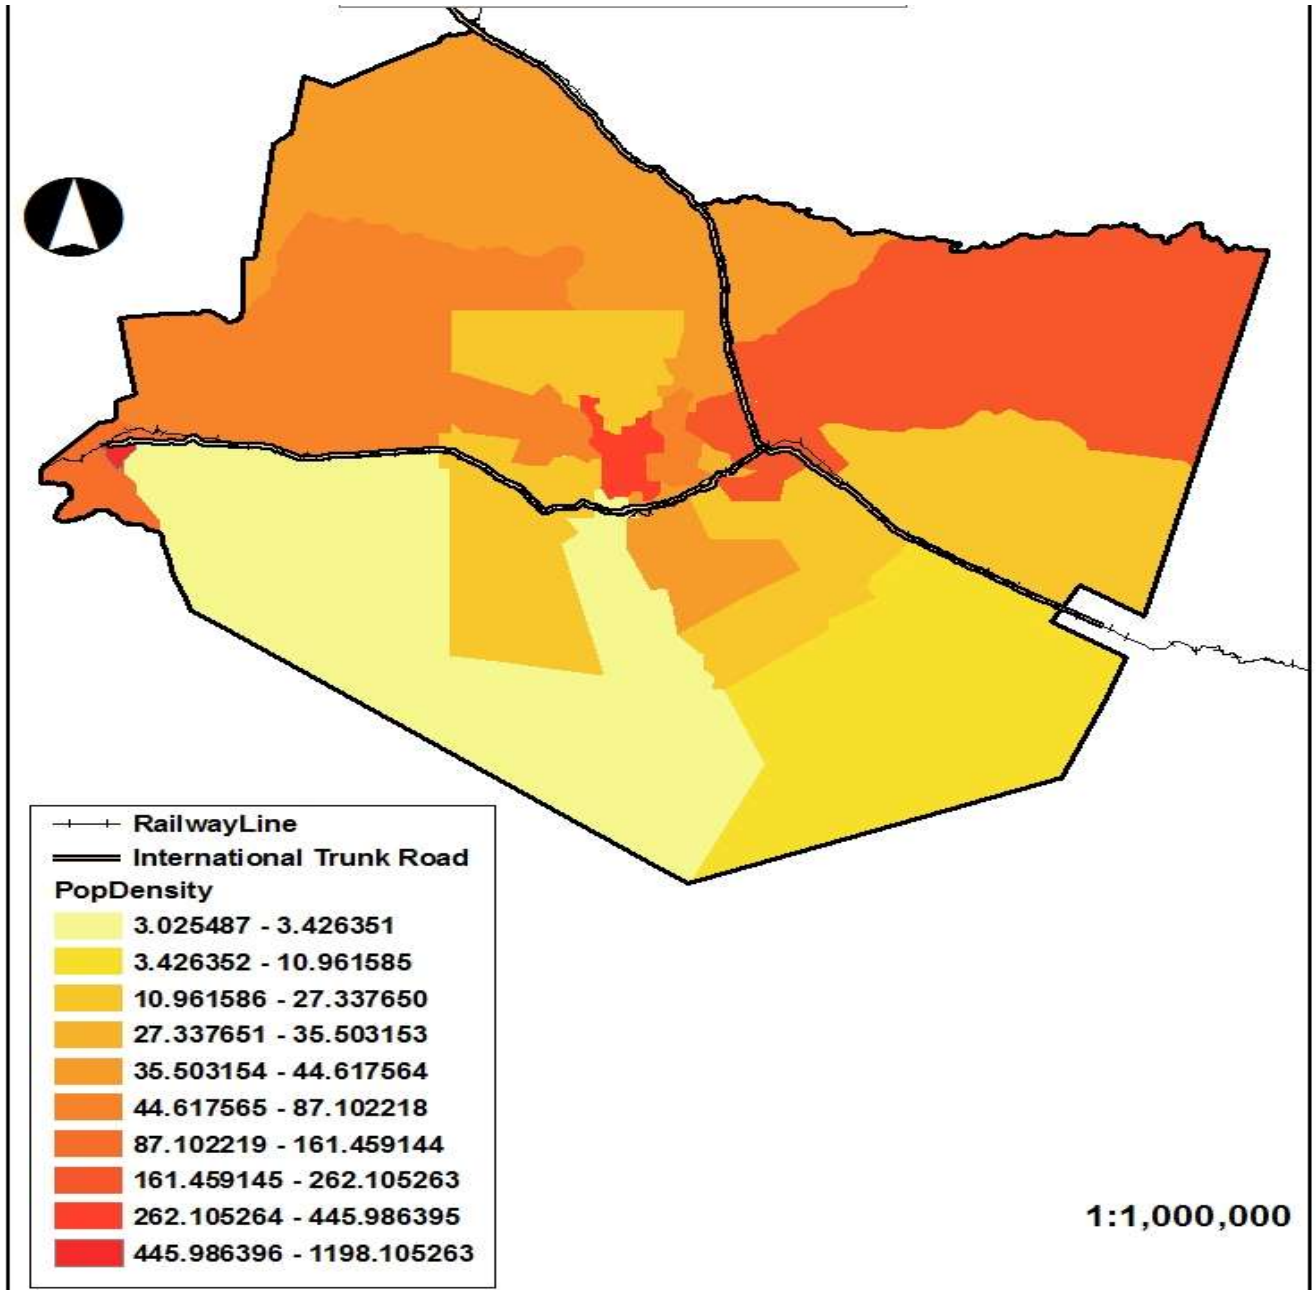 RailwayLine
International Trunk Road
PopDensity
3.025487 - 3.426351
3.426352 - 10.961585
10.961586 - 27.337650
27.337651 - 35.503153
35.503154 - 44.617564
44.617565 - 87.102218
87.102219 - 161.459144
161.459145 - 262.105263
262.105264 - 445.986395
445.986396 - 1198.105263
1:1,000,000